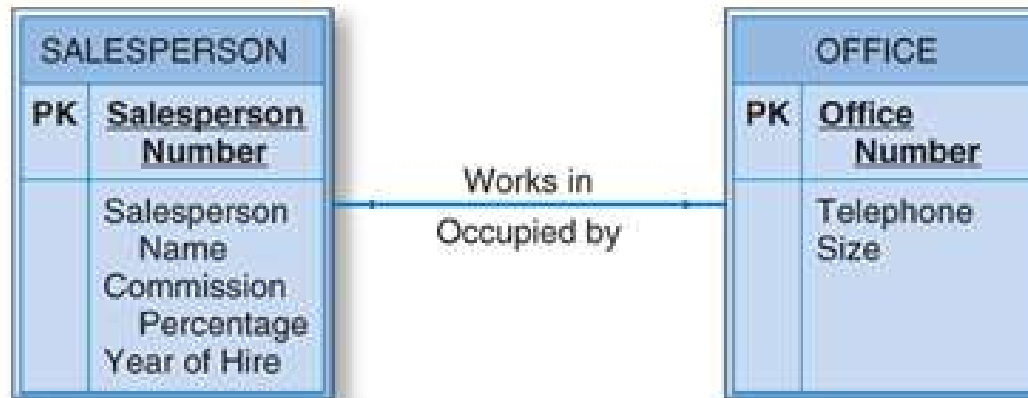 SALESPERSON
PK Salesperson
Number
Salesperson
Name
Commission
Percentage
Year of Hire
Works in
Occupied by
OFFICE
PK Office
Number
Telephone
Size